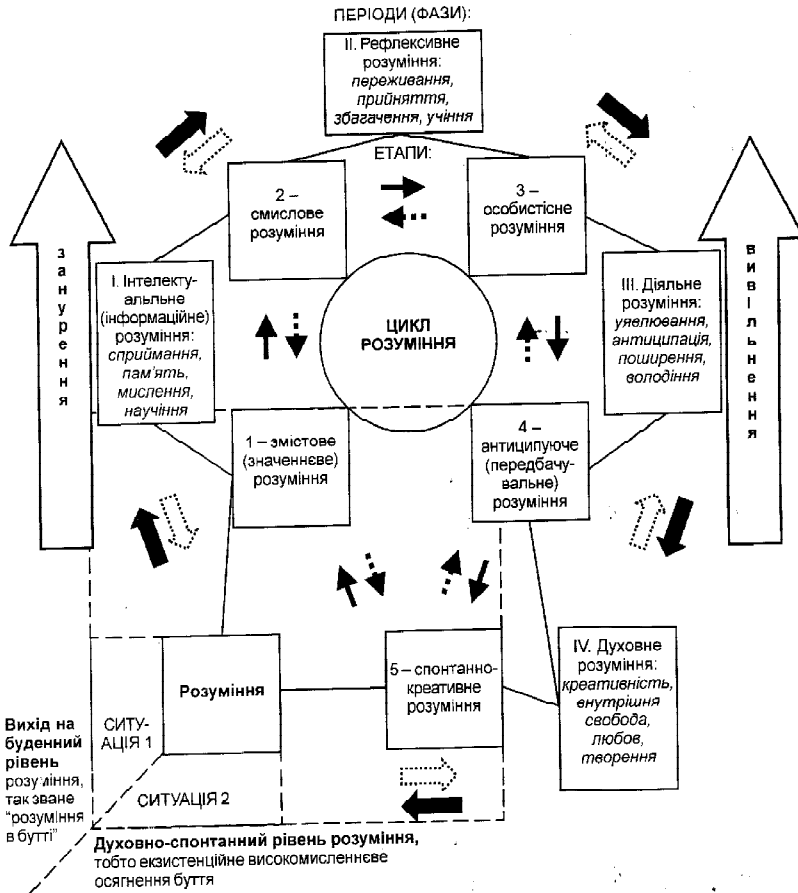 ПЕРІОДИ (ФАЗИ):
ІІ. Рефлексивне
розуміння:
переживання,
прийняття,
збагачення, учіння
ЕТАПИ:
2 –
смислове
розуміння
3 –
особистісне
розуміння
занурення
І. Інтелекту-
альльне
(інформаційне)
розуміння:
сприймання,
пам'ять,
мислення,
научіння
ЦИКЛ
РОЗУМІННЯ
ІІІ. Діяльне
розуміння:
уявлювання,
антиципація,
поширення,
володіння
вивільнення
1 – змістове
(значеннєве)
розуміння
4 –
антиципуюче
(передбачу-
вальне)
розуміння
Розуміння
5 – спонтанно-
креативне
розуміння
IV. Духовне
розуміння:
креативність,
внутрішня
свобода,
любов,
творення
СИТУ-
АЦІЯ 1
СИТУАЦІЯ 2
Вихід на
буденний
рівень
розуміння,
так зване
"розуміння
в бутті"
Духовно-спонтанний рівень розуміння,
тобто екзистенційне високомисленнєве
осягнення буття